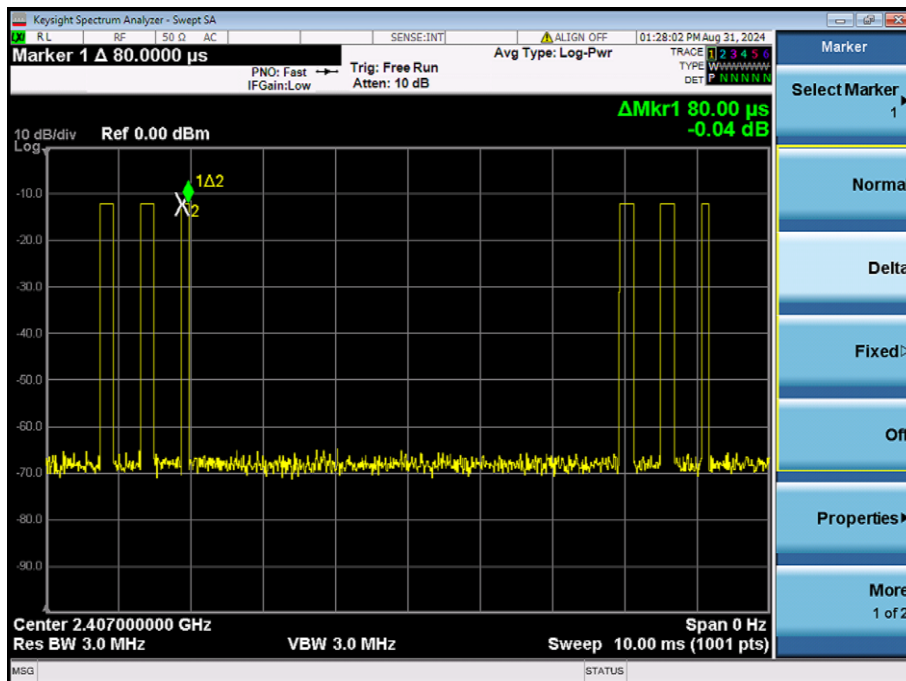 Keysight Spectrum Analyzer - Swept SA
LXI RL RF 50 Ω AC SENSE:INT ALIGN OFF 01:28:02 PM Aug 31, 2024
Marker 1 Δ 80.0000 µs
PNO: Fast
IFGain:Low
Trig: Free Run
Atten: 10 dB
Avg Type: Log-Pwr
TRACE 1 2 3 4 5 6
TYPE W
DET P N N N N N
ΔMkr1 80.00 µs
-0.04 dB
10 dB/div Ref 0.00 dBm
Log
1Δ2
2
-10.0
-20.0
-30.0
-40.0
-50.0
-60.0
-70.0
-80.0
-90.0
Center 2.407000000 GHz Span 0 Hz
Res BW 3.0 MHz VBW 3.0 MHz Sweep 10.00 ms (1001 pts)
MSG STATUS
Marker
Select Marker
1
Norma
Delta
Fixed
Off
Properties
More
1 of 2